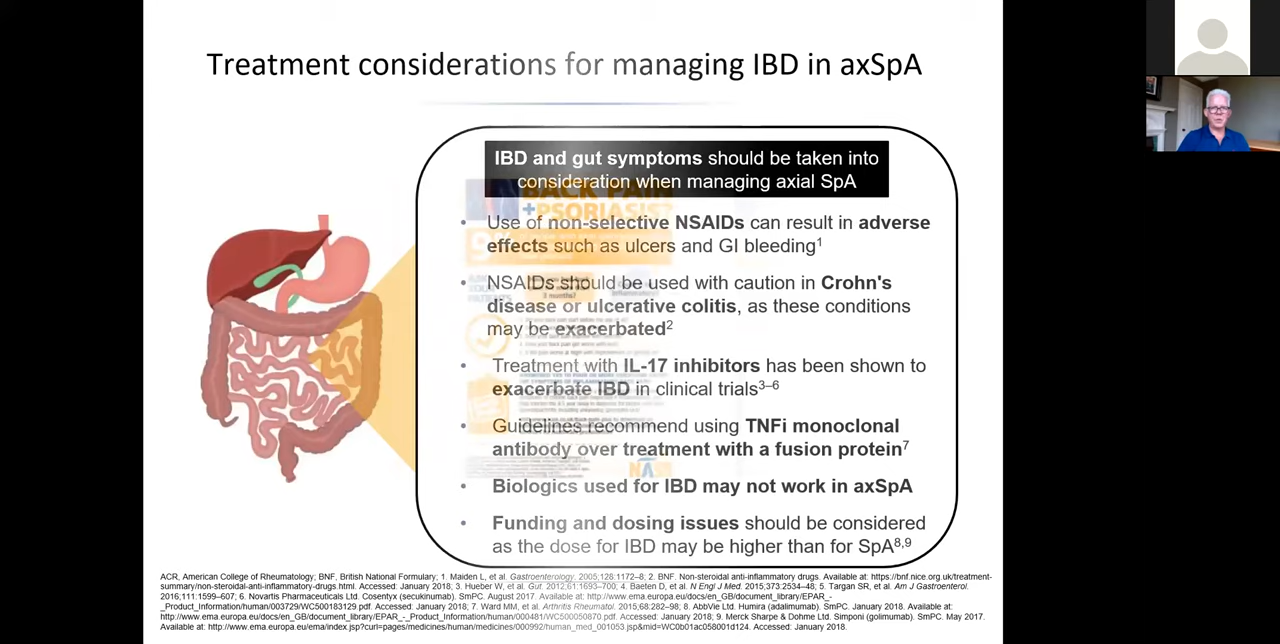 Treatment considerations for managing IBD in axSpA
IBD and gut symptoms should be taken into
consideration when managing axial SpA
BACK PAIN
+PSORIASIS?
• Use of non-selective NSAIDs can result in adverse
effects such as ulcers and GI bleeding1
• NSAIDs should be used with caution in Crohn's
disease or ulcerative colitis, as these conditions
may be exacerbated2
3 months?
• Treatment with IL-17 inhibitors has been shown to
exacerbate IBD in clinical trials3–6
• Guidelines recommend using TNFi monoclonal
antibody over treatment with a fusion protein7
• Biologics used for IBD may not work in axSpA
• Funding and dosing issues should be considered
as the dose for IBD may be higher than for SpA8,9
ACR, American College of Rheumatology; BNF, British National Formulary; 1. Maiden L, et al. Gastroenterology. 2005;128:1172–8; 2. BNF. Non-steroidal anti-inflammatory drugs. Available at: https://bnf.nice.org.uk/treatment-
summary/non-steroidal-anti-inflammatory-drugs.html. Accessed: January 2018; 3. Hueber W, et al. Gut. 2012;61:1693–700; 4. Baeten D, et al. N Engl J Med. 2015;373:2534–48; 5. Targan SR, et al. Am J Gastroenterol.
2016;111:1599–607; 6. Novartis Pharmaceuticals Ltd. Cosentyx (secukinumab). SmPC. August 2017. Available at: http://www.ema.europa.eu/docs/en_GB/document_library/EPAR_-
_Product_Information/human/003729/WC500183129.pdf. Accessed: January 2018; 7. Ward MM, et al. Arthritis Rheumatol. 2015;68:282–98; 8. AbbVie Ltd. Humira (adalimumab). SmPC. January 2018. Available at:
http://www.ema.europa.eu/docs/en_GB/document_library/EPAR_-_Product_Information/human/000481/WC500050870.pdf. Accessed: January 2018; 9. Merck Sharpe & Dohme Ltd. Simponi (golimumab). SmPC. May 2017.
Available at: http://www.ema.europa.eu/ema/index.jsp?curl=pages/medicines/human/medicines/000992/human_med_001053.jsp&mid=WC0b01ac058001d124. Accessed: January 2018.